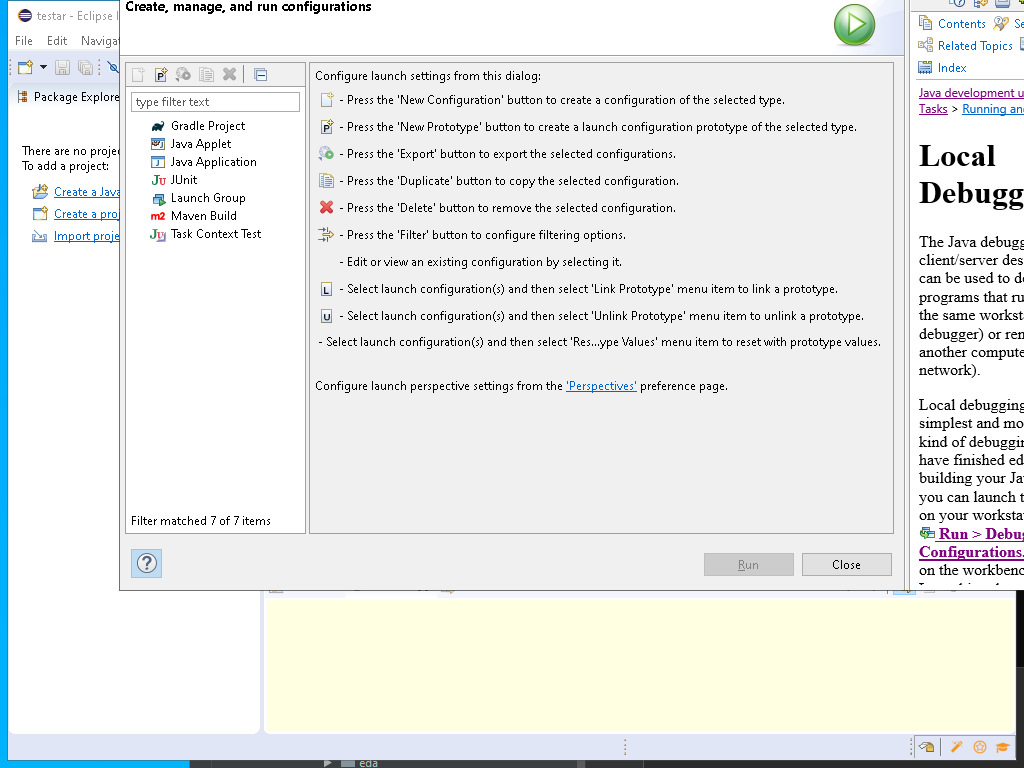 Create, manage, and run configurations
testar - Eclipse I
File Edit Naviga
Package Explore
There are no proje
To add a project:
Create a Java
Create a proj
Import proje
type filter text
Gradle Project
Java Applet
Java Application
JUnit
Launch Group
Maven Build
Task Context Test
Filter matched 7 of 7 items
Configure launch settings from this dialog:
- Press the 'New Configuration' button to create a configuration of the selected type.
- Press the 'New Prototype' button to create a launch configuration prototype of the selected type.
- Press the 'Export' button to export the selected configurations.
- Press the 'Duplicate' button to copy the selected configuration.
- Press the 'Delete' button to remove the selected configuration.
- Press the 'Filter' button to configure filtering options.
- Edit or view an existing configuration by selecting it.
- Select launch configuration(s) and then select 'Link Prototype' menu item to link a prototype.
- Select launch configuration(s) and then select 'Unlink Prototype' menu item to unlink a prototype.
- Select launch configuration(s) and then select 'Res...ype Values' menu item to reset with prototype values.
Configure launch perspective settings from the 'Perspectives' preference page.
Run
Close
Contents Se
Related Topics
Index
Java development u
Tasks > Running an
Local
Debugg
The Java debugg
client/server des
can be used to de
programs that ru
the same worksta
debugger) or rem
another compute
network).
Local debugging
simplest and mo
kind of debuggin
have finished ed
building your Jav
you can launch t
on your worksta
Run > Debug
Configurations.
on the workbenc
eda